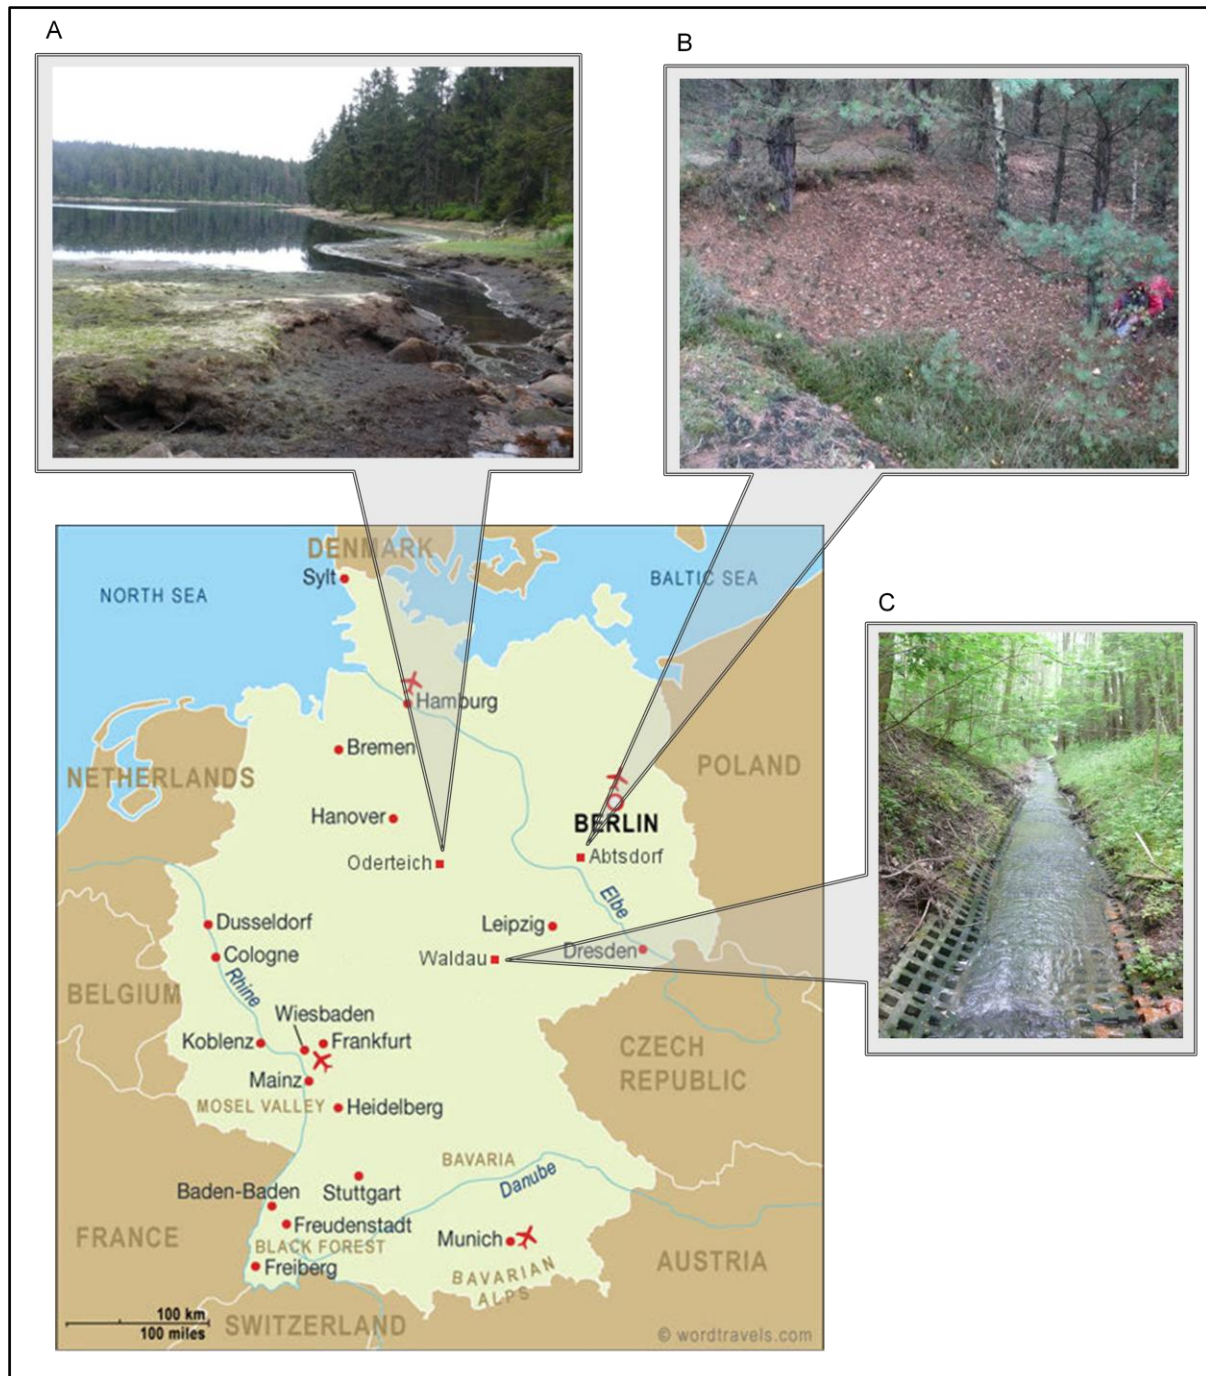 A
B
DENMARK
Sylt
NORTH SEA
BALTIC SEA
C
Hamburg
Bremen
NETHERLANDS
POLAND
Hanover
BERLIN
Oderteich
Abtsdorf
Elbe
Dusseldorf
Leipzig
Cologne
Waldau
Dresden
BELGIUM
Rhine
Wiesbaden
Koblenz
Frankfurt
CZECH
REPUBLIC
Mainz
MOSEL VALLEY
Heidelberg
BAVARIA
Danube
Baden-Baden
Stuttgart
FRANCE
Freudenstadt
BLACK FOREST
Munich
AUSTRIA
Freiberg
BAVARIAN
ALPS
100 km
100 miles
SWITZERLAND
© wordtravels.com